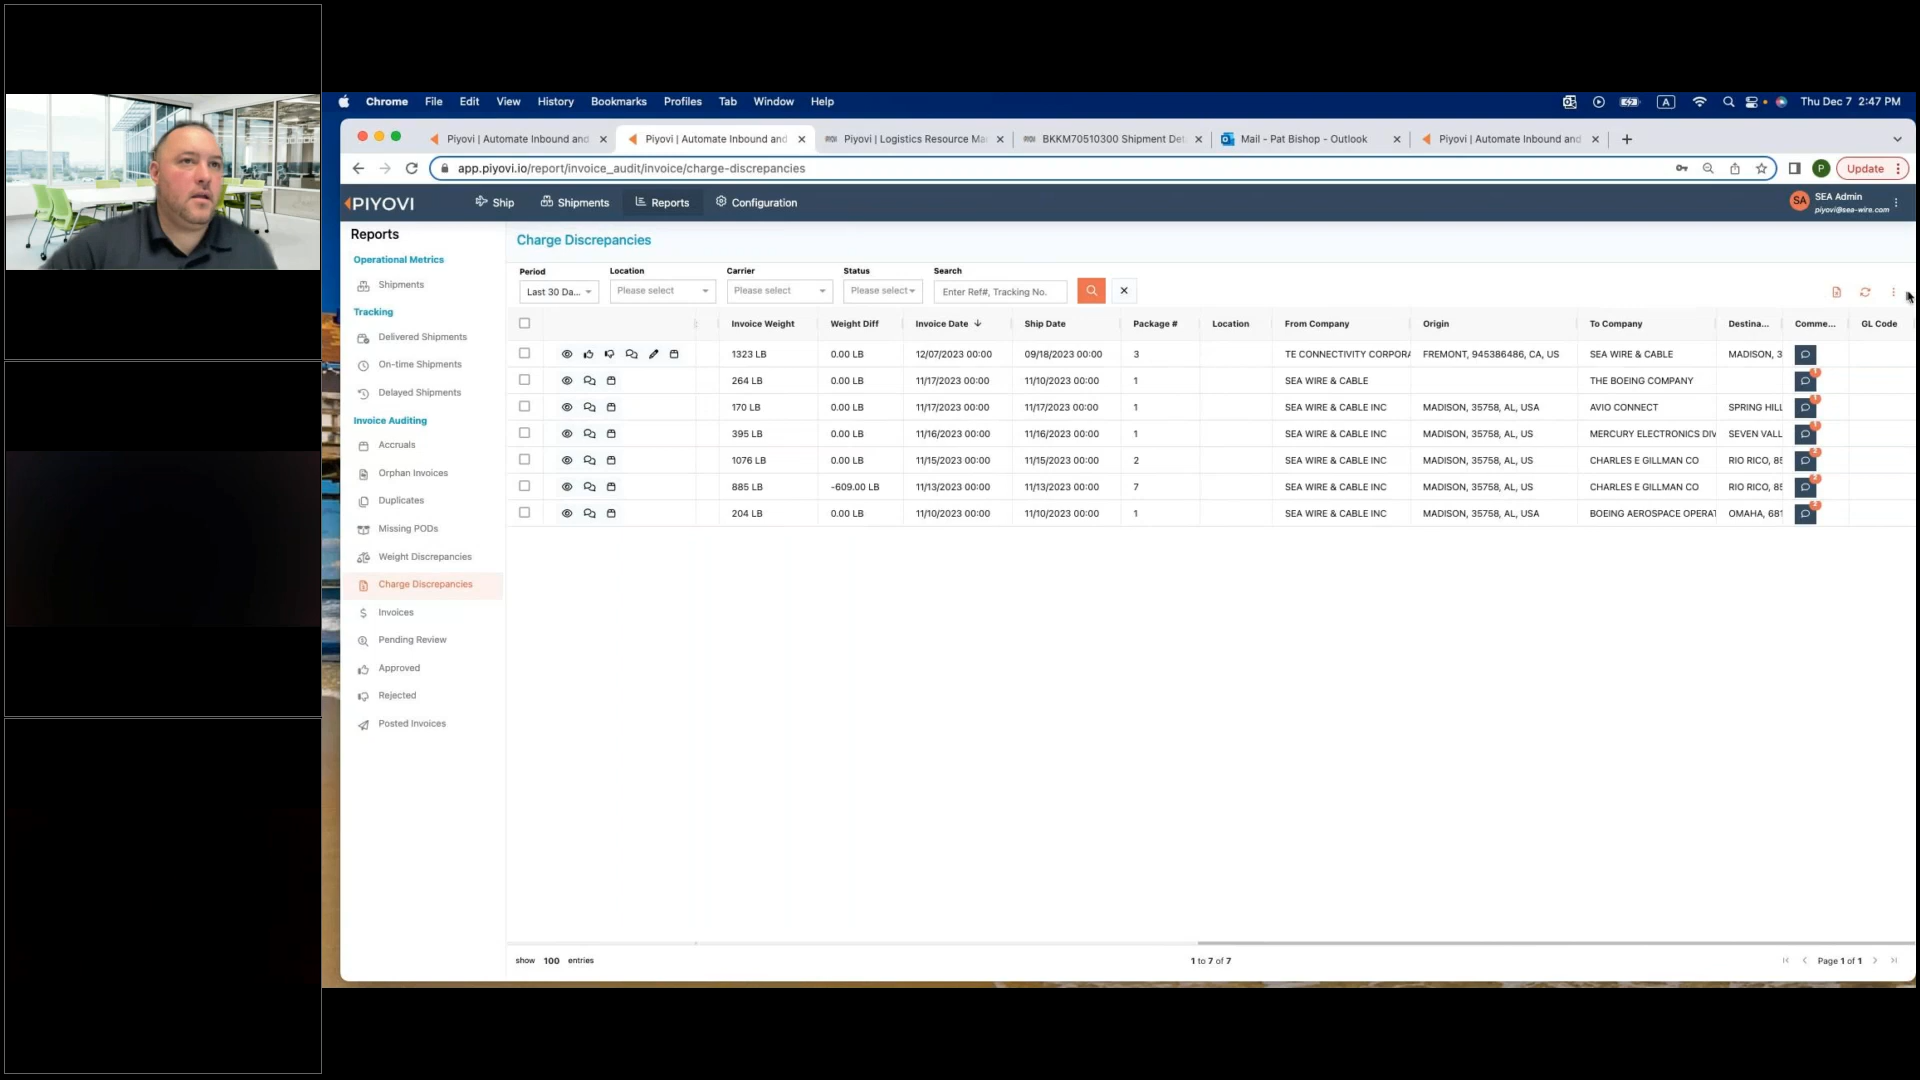 Chrome File Edit View History Bookmarks Profiles Tab Window Help
A Thu Dec 7 2:47 PM
Piyovi | Automate Inbound and
Piyovi | Automate Inbound and
Piyovi | Logistics Resource Ma
BKKM70510300 Shipment Det
Mail - Pat Bishop - Outlook
Piyovi | Automate Inbound and
app.piyovi.io/report/invoice_audit/invoice/charge-discrepancies
P Update
PIYOVI Ship Shipments Reports Configuration
SA SEA Admin
piyovi@sea-wire.com
Reports
Operational Metrics
Shipments
Tracking
Delivered Shipments
On-time Shipments
Delayed Shipments
Invoice Auditing
Accruals
Orphan Invoices
Duplicates
Missing PODs
Weight Discrepancies
Charge Discrepancies
Invoices
Pending Review
Approved
Rejected
Posted Invoices
Charge Discrepancies
Period Location Carrier Status Search
Last 30 Da... Please select Please select Please select Enter Ref#, Tracking No.
Invoice Weight Weight Diff Invoice Date Ship Date Package # Location From Company Origin To Company Destina... Comme... GL Code
1323 LB 0.00 LB 12/07/2023 00:00 09/18/2023 00:00 3 TE CONNECTIVITY CORPORA FREMONT, 945386486, CA, US SEA WIRE & CABLE MADISON, 3
264 LB 0.00 LB 11/17/2023 00:00 11/10/2023 00:00 1 SEA WIRE & CABLE THE BOEING COMPANY
170 LB 0.00 LB 11/17/2023 00:00 11/17/2023 00:00 1 SEA WIRE & CABLE INC MADISON, 35758, AL, USA AVIO CONNECT SPRING HILL
395 LB 0.00 LB 11/16/2023 00:00 11/16/2023 00:00 1 SEA WIRE & CABLE INC MADISON, 35758, AL, US MERCURY ELECTRONICS DIV SEVEN VALL
1076 LB 0.00 LB 11/15/2023 00:00 11/15/2023 00:00 2 SEA WIRE & CABLE INC MADISON, 35758, AL, US CHARLES E GILLMAN CO RIO RICO, 85
885 LB -609.00 LB 11/13/2023 00:00 11/13/2023 00:00 7 SEA WIRE & CABLE INC MADISON, 35758, AL, US CHARLES E GILLMAN CO RIO RICO, 85
204 LB 0.00 LB 11/10/2023 00:00 11/10/2023 00:00 1 SEA WIRE & CABLE INC MADISON, 35758, AL, USA BOEING AEROSPACE OPERAT OMAHA, 681
show 100 entries 1 to 7 of 7 Page 1 of 1